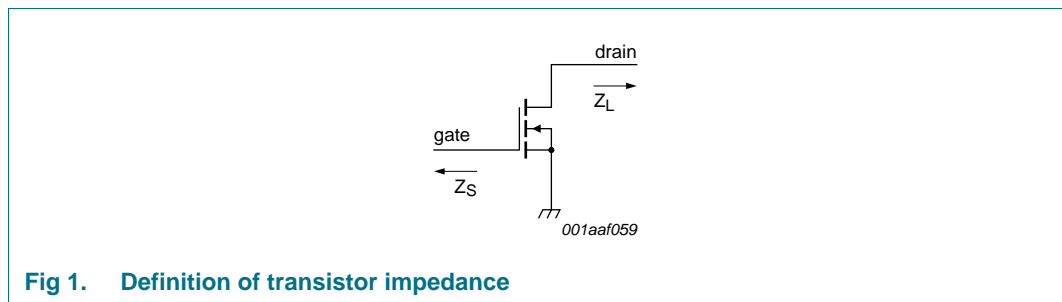 drain
Z_L
gate
Z_S
001aaf059
Fig 1. Definition of transistor impedance